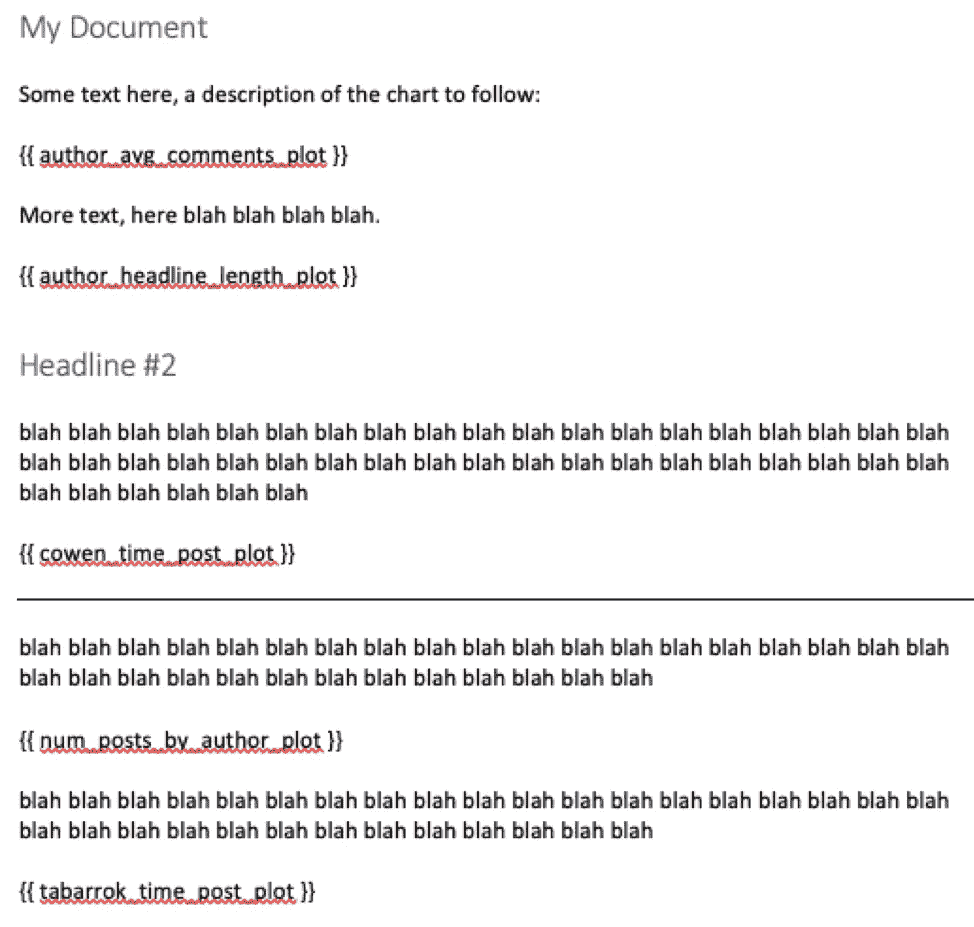 My Document
Some text here, a description of the chart to follow:
{{ author_avg_comments_plot }}
More text, here blah blah blah blah.
{{ author_headline_length_plot }}
Headline #2
blah blah blah blah blah blah blah blah blah blah blah blah blah blah blah blah blah blah blah
blah blah blah blah blah blah blah blah blah blah blah blah blah blah blah blah blah blah blah
blah blah blah blah blah blah
{{ cowen_time_post_plot }}
blah blah blah blah blah blah blah blah blah blah blah blah blah blah blah blah blah blah blah
blah blah blah blah blah blah blah blah blah blah blah blah blah
{{ num_posts_by_author_plot }}
blah blah blah blah blah blah blah blah blah blah blah blah blah blah blah blah blah blah blah
blah blah blah blah blah blah blah blah blah blah blah blah blah
{{ tabarrok_time_post_plot }}